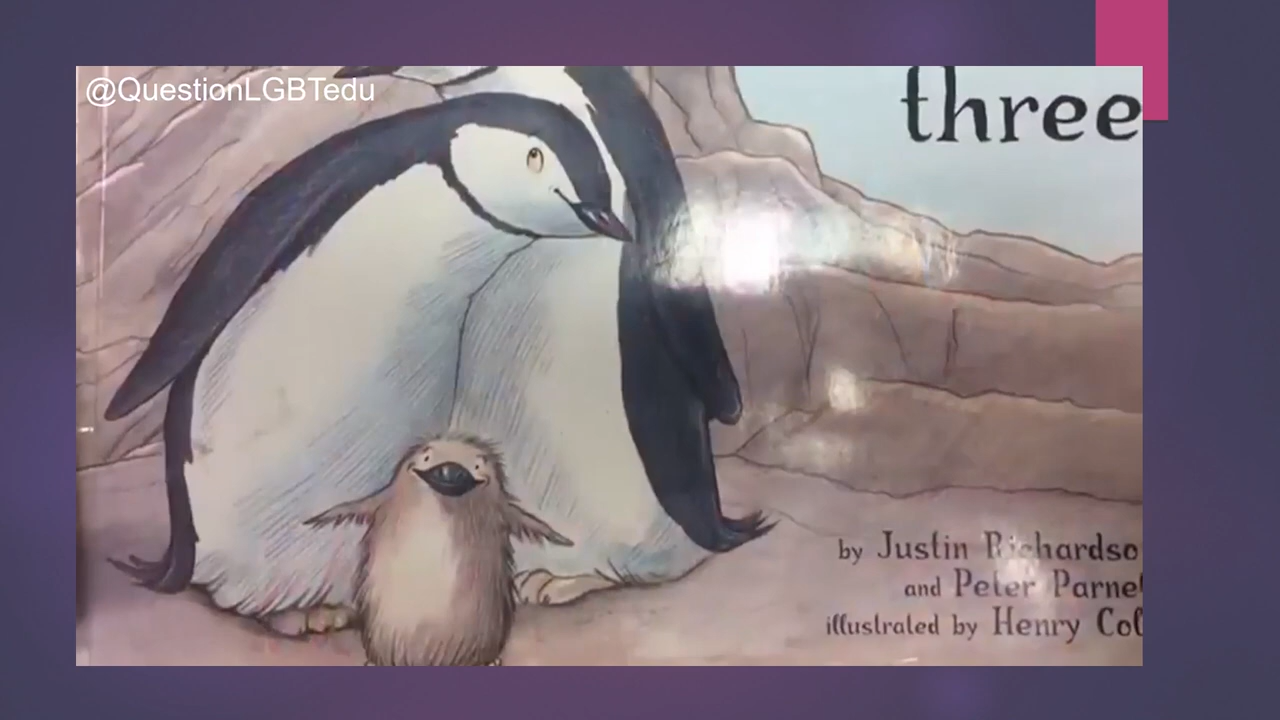 @QuestionLGBTedu
three
by Justin Richardso
and Peter Parne
illustrated by Henry Co